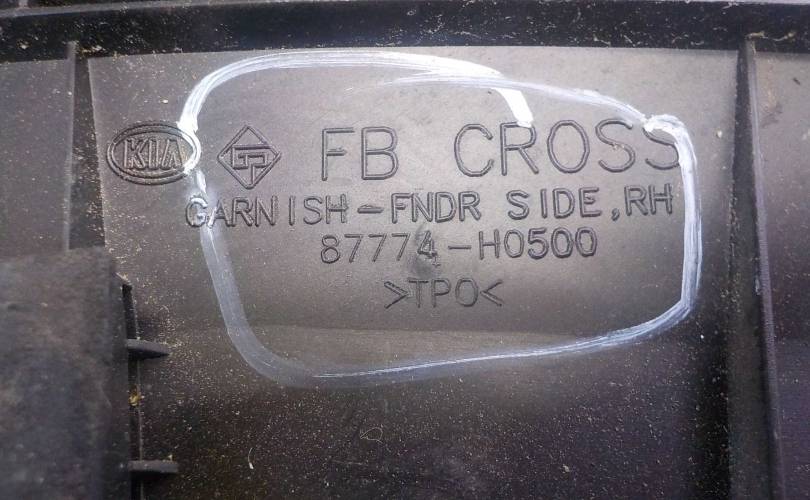 KIA FB CROSS
GARNISH-FNDR SIDE,RH
87774-H0500
>TPO<